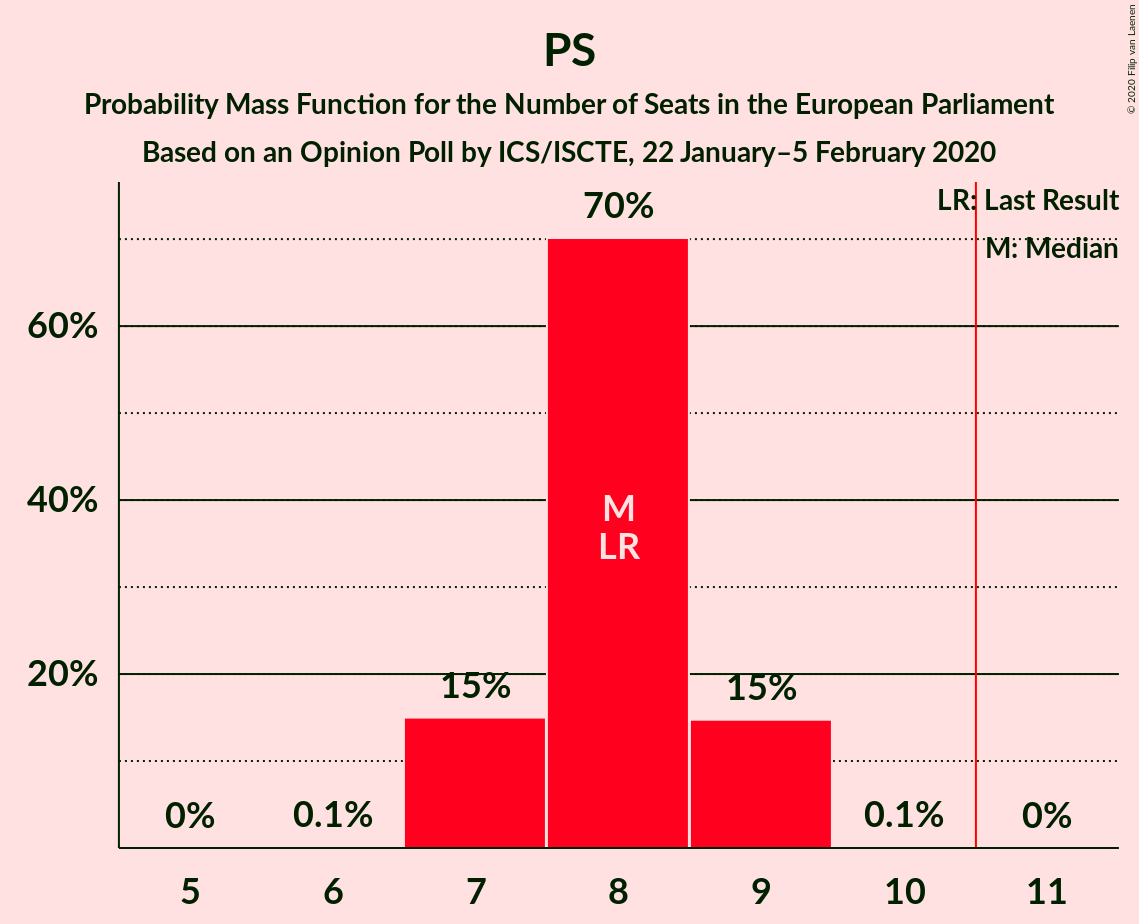 PS
Probability Mass Function for the Number of Seats in the European Parliament
Based on an Opinion Poll by ICS/ISCTE, 22 January–5 February 2020
© 2020 Filip van Laenen
LR: Last Result
M: Median
70%
60%
40%
M
LR
20%
15%
15%
0%
0.1%
0.1%
0%
5
6
7
8
9
10
11